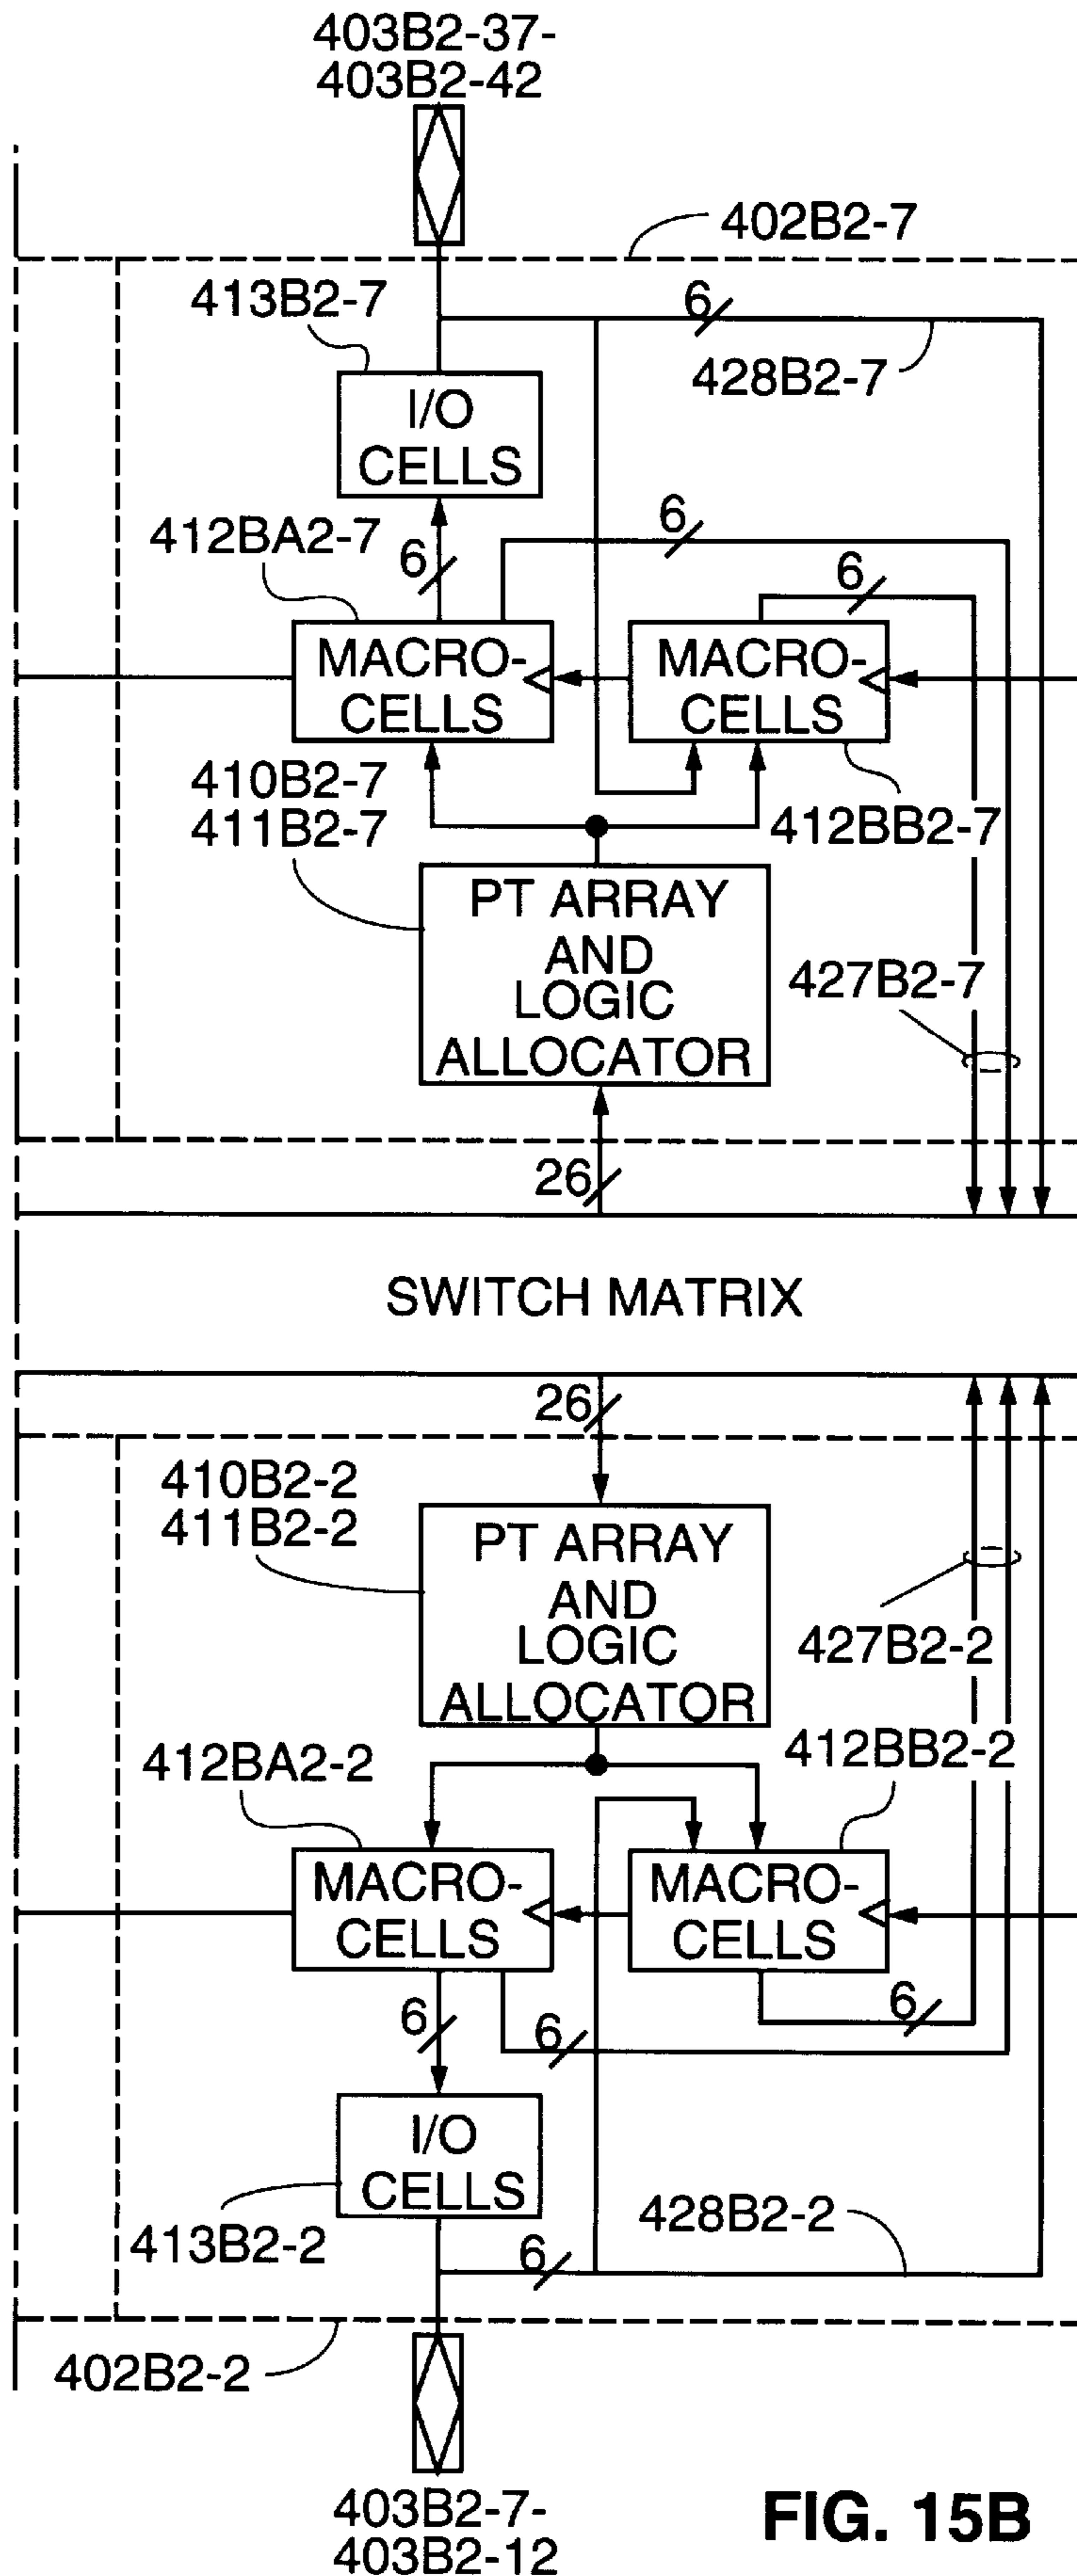 403B2-37-
403B2-42
402B2-7
413B2-7
6
428B2-7
I/O
CELLS
412BA2-7
6
6
6
MACRO-
CELLS
MACRO-
CELLS
410B2-7
411B2-7
412BB2-7
PT ARRAY
AND
LOGIC
ALLOCATOR
427B2-7
26
SWITCH MATRIX
26
410B2-2
411B2-2
PT ARRAY
AND
LOGIC
ALLOCATOR
427B2-2
412BA2-2
412BB2-2
MACRO-
CELLS
MACRO-
CELLS
6
6
6
I/O
CELLS
413B2-2
428B2-2
6
402B2-2
403B2-7-
403B2-12
FIG. 15B